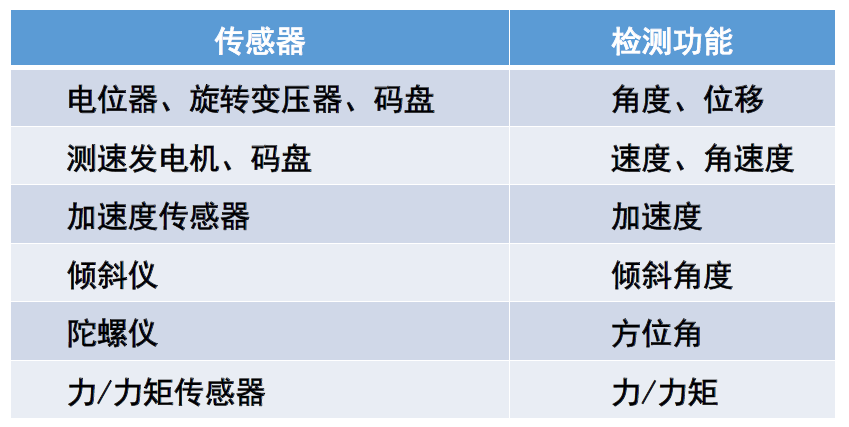 传感器 检测功能
电位器、旋转变压器、码盘 角度、位移
测速发电机、码盘 速度、角速度
加速度传感器 加速度
倾斜仪 倾斜角度
陀螺仪 方位角
力/力矩传感器 力/力矩